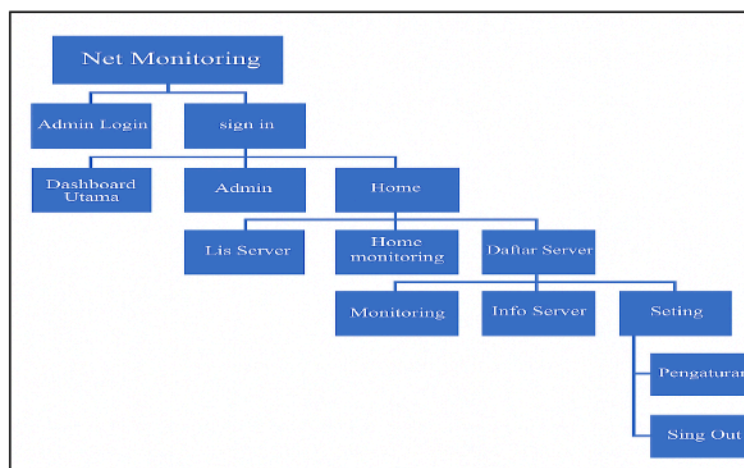 Net Monitoring
Admin Login
sign in
Dashboard
Utama
Admin
Home
Lis Server
Home
monitoring
Daftar Server
Monitoring
Info Server
Seting
Pengaturan
Sing Out